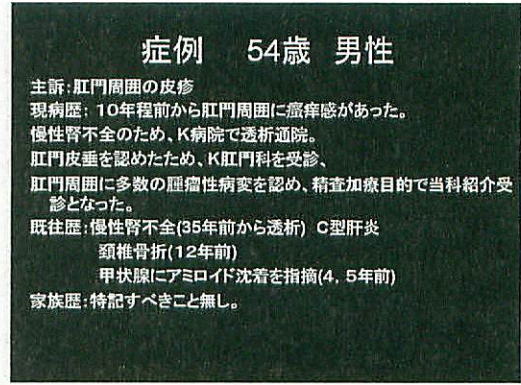 症例　54歳 男性
主訴:肛門周囲の皮疹
現病歴: 10年程前から肛門周囲に瘙痒感があった。
慢性腎不全のため、K病院で透析通院。
肛門皮垂を認めたため、K肛門科を受診、
肛門周囲に多数の腫瘤性病変を認め、精査加療目的で当科紹介受
診となった。
既往歴:慢性腎不全(35年前から透析) C型肝炎
頚椎骨折(12年前)
甲状腺にアミロイド沈着を指摘(4, 5年前)
家族歴:特記すべきこと無し。